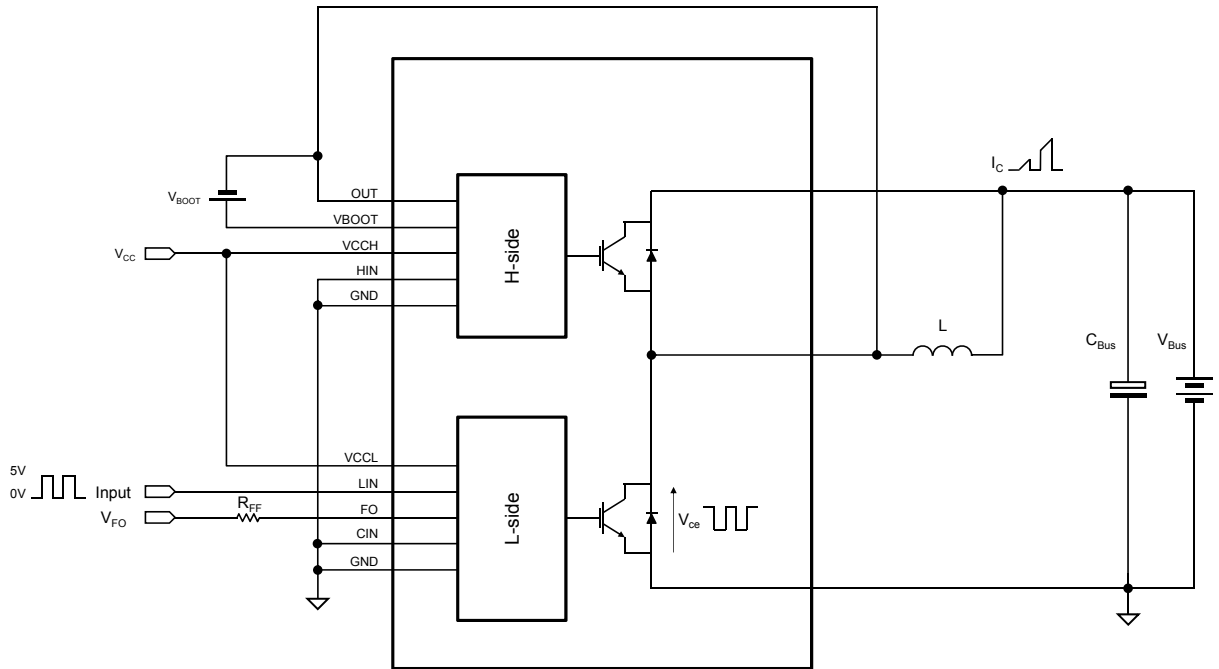 I_C
OUT
V_BOOT
VBOOT
V_CC
VCCH
HIN
GND
H-side
L
C_Bus
V_Bus
5V
0V
Input
V_FO
R_FF
VCCL
LIN
FO
CIN
GND
L-side
V_ce